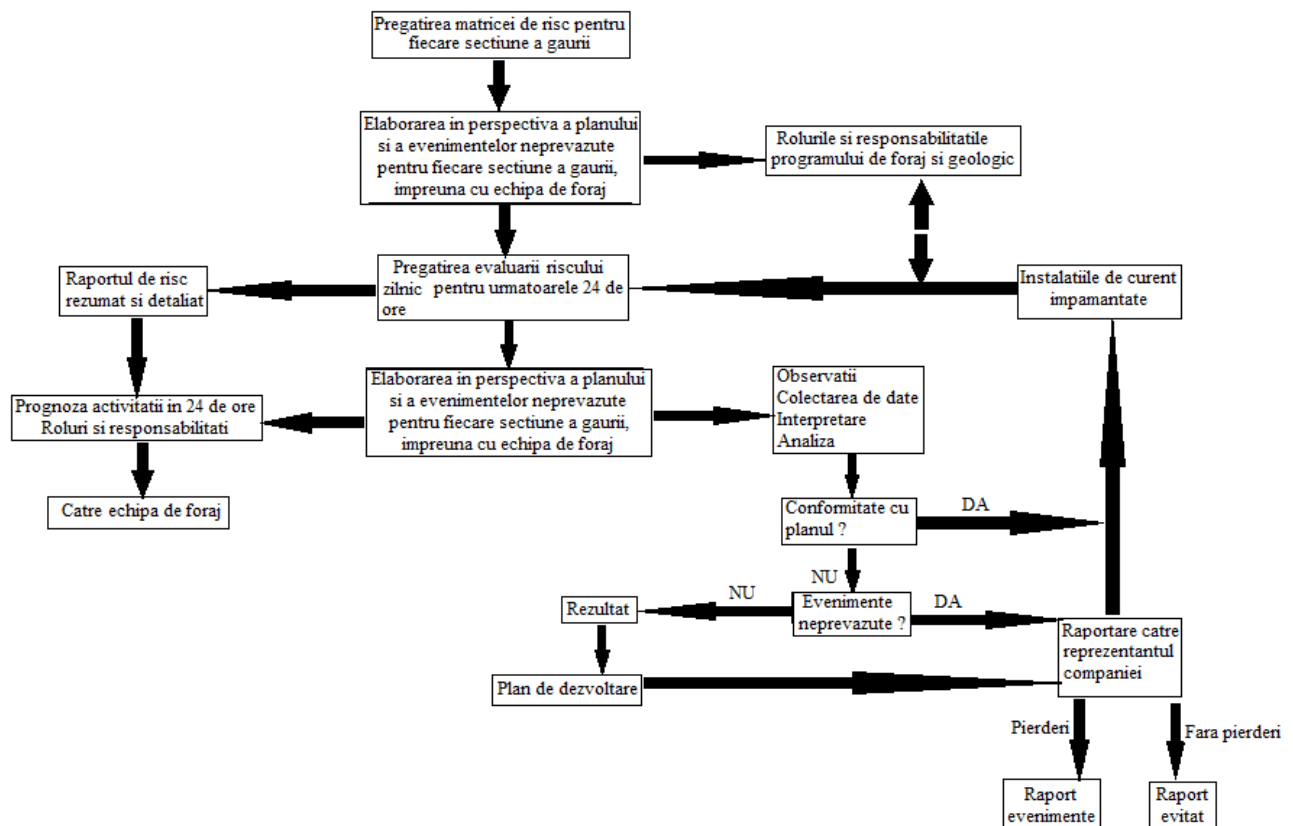 Pregatirea matricei de risc pentru
fiecare sectiune a gaurii
Elaborarea in perspectiva a planului
si a evenimentelor neprevazute
pentru fiecare sectiune a gaurii,
impreuna cu echipa de foraj
Rolurile si responsabilitatile
programului de foraj si geologic
Raportul de risc
rezumat si detaliat
Pregatirea evaluarii riscului
zilnic pentru urmatoarele 24 de
ore
Instalatiile de curent
impamantate
Prognoza activitatii in 24 de ore
Roluri si responsabilitati
Elaborarea in perspectiva a planului
si a evenimentelor neprevazute
pentru fiecare sectiune a gaurii,
impreuna cu echipa de foraj
Observatii
Colectarea de date
Interpretare
Analiza
Catre echipa de foraj
Conformitate cu
planul ?
DA
NU
NU
Evenimente
neprevazute ?
DA
Rezultat
Raportare catre
reprezentantul
companiei
Plan de dezvoltare
Pierderi
Fara pierderi
Raport
evenimente
Raport
evitat